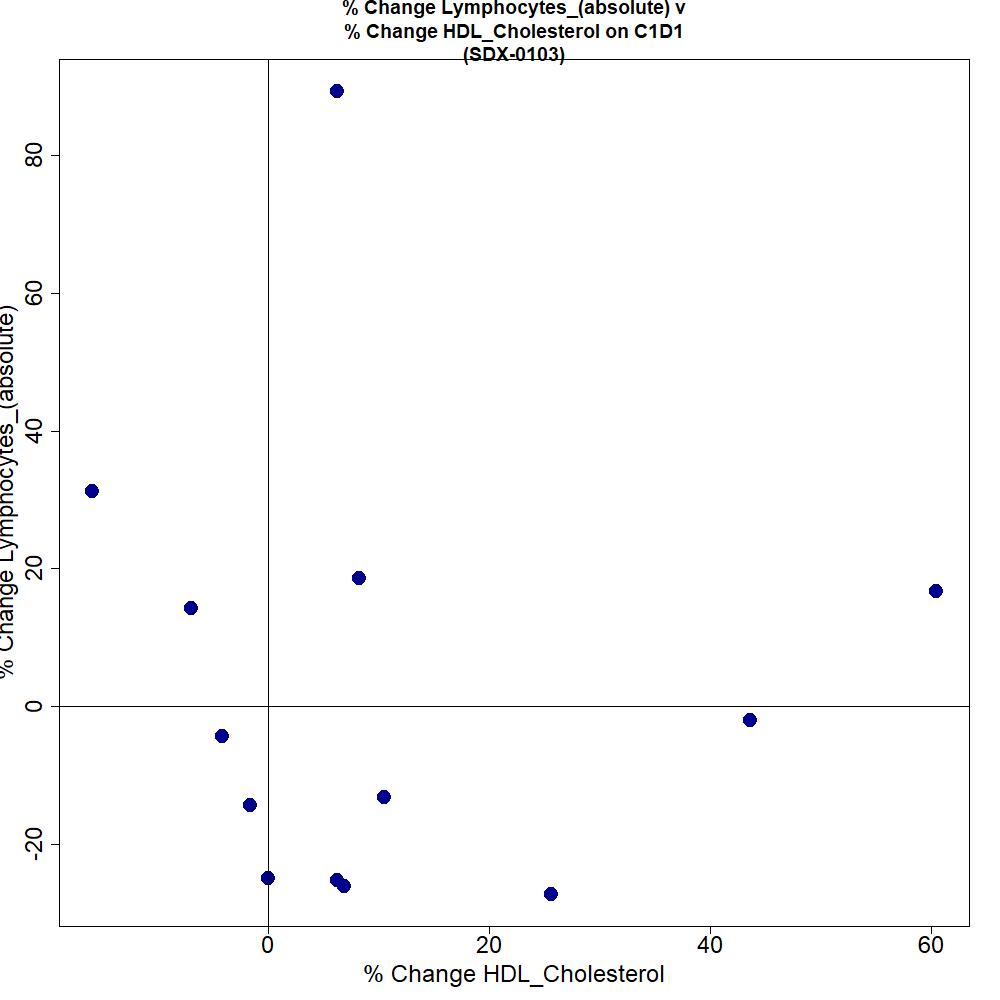 % Change Lymphocytes_(absolute) v
% Change HDL_Cholesterol on C1D1
(SDX-0103)
% Change Lymphocytes_(absolute)
80
60
40
20
0
-20
0
20
40
60
% Change HDL_Cholesterol